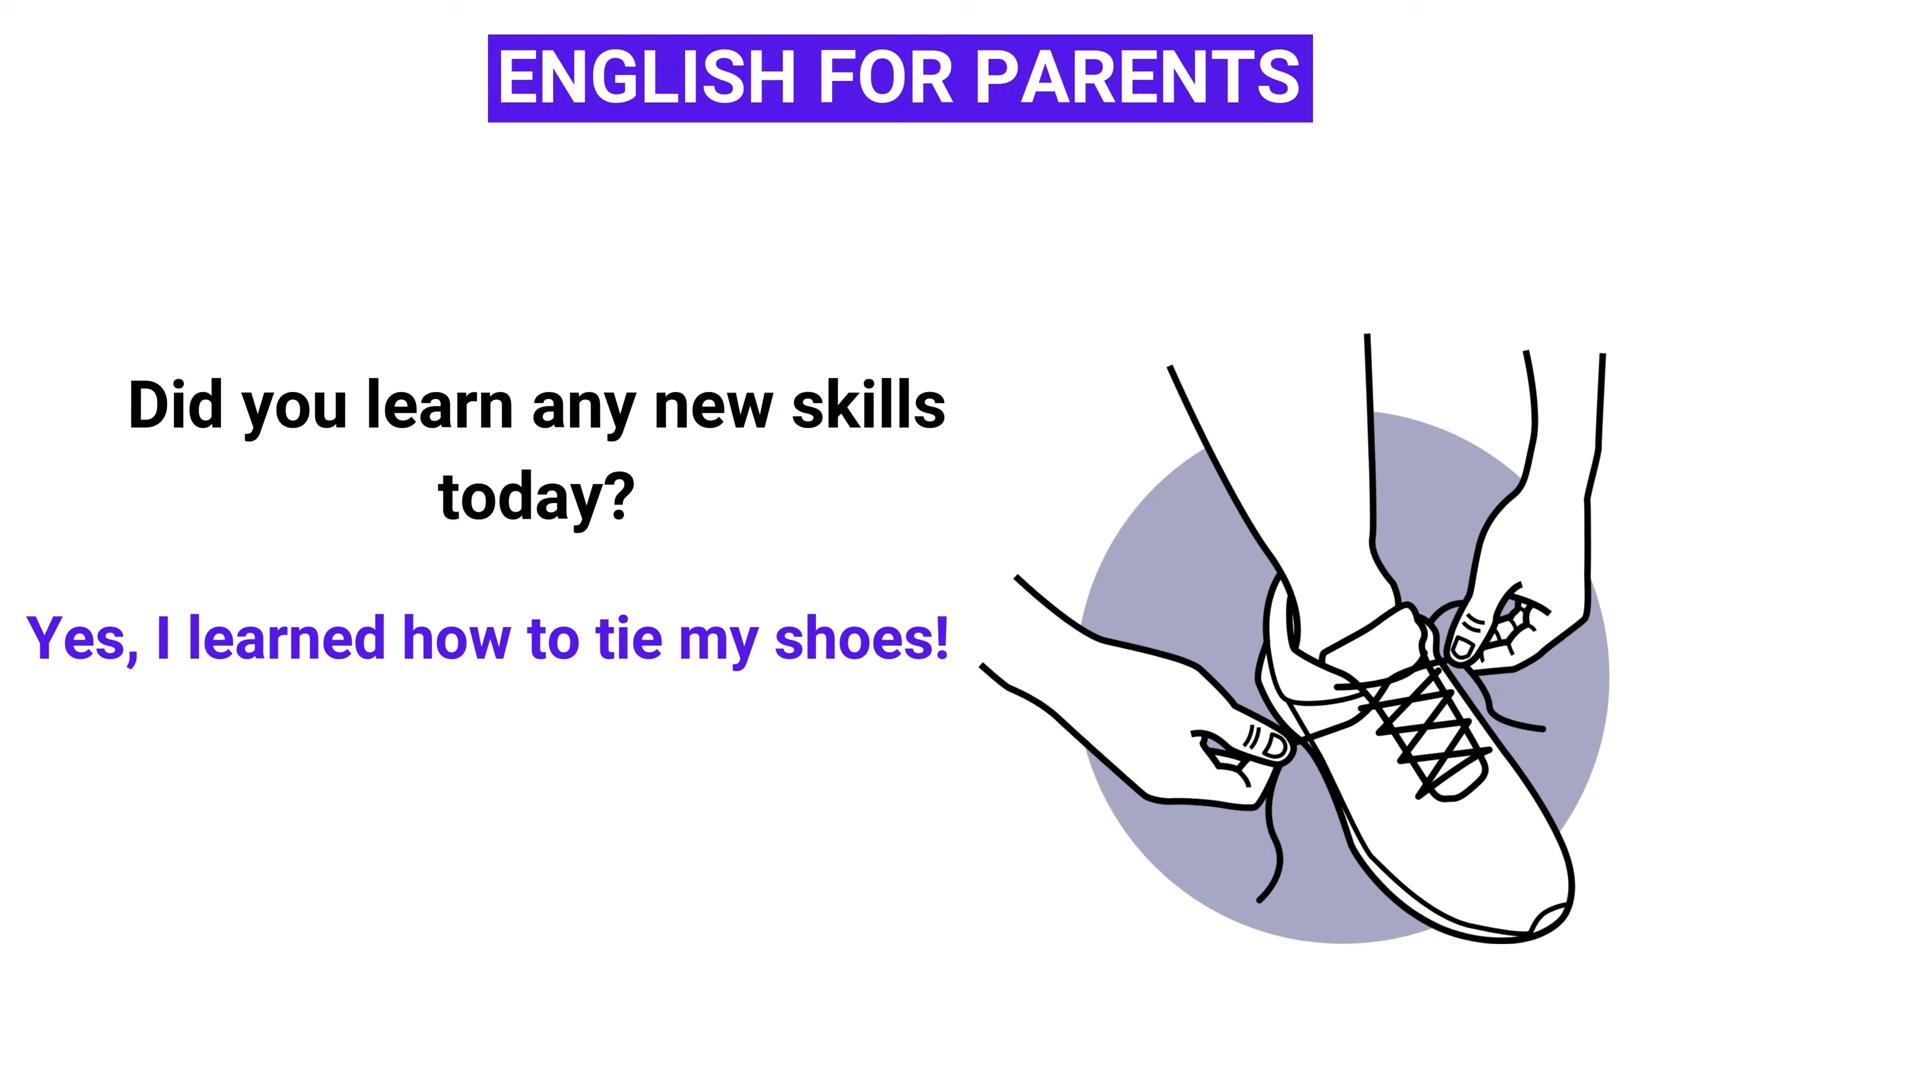 ENGLISH FOR PARENTS
Did you learn any new skills
today?
Yes, I learned how to tie my shoes!